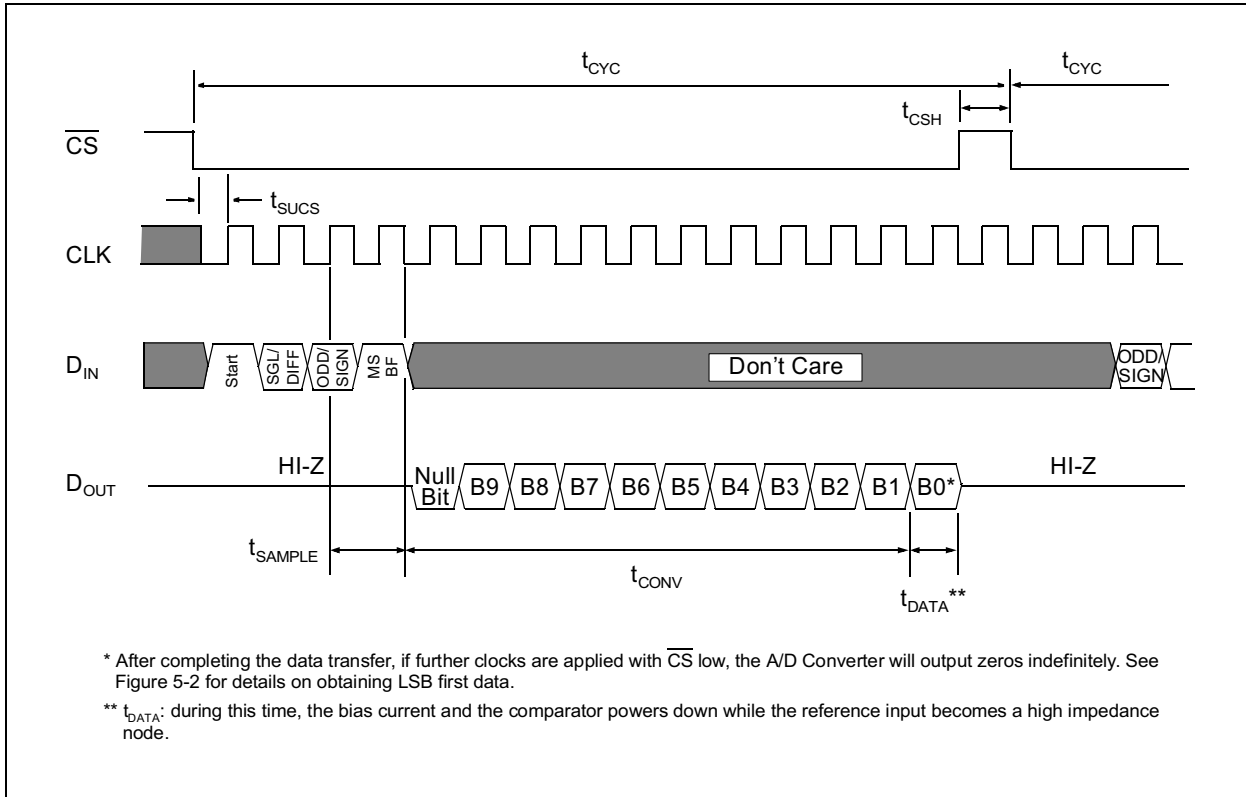 tCYC
tCYC
tCSH
CS
tSUCS
CLK
DIN
Start
SGL/
DIFF
ODD/
SIGN
MS
BF
Don't Care
ODD/
SIGN
DOUT
HI-Z
Null
Bit
B9 B8 B7 B6 B5 B4 B3 B2 B1 B0*
HI-Z
tSAMPLE
tCONV
tDATA**
* After completing the data transfer, if further clocks are applied with CS low, the A/D Converter will output zeros indefinitely. See
Figure 5-2 for details on obtaining LSB first data.
** tDATA: during this time, the bias current and the comparator powers down while the reference input becomes a high impedance
node.